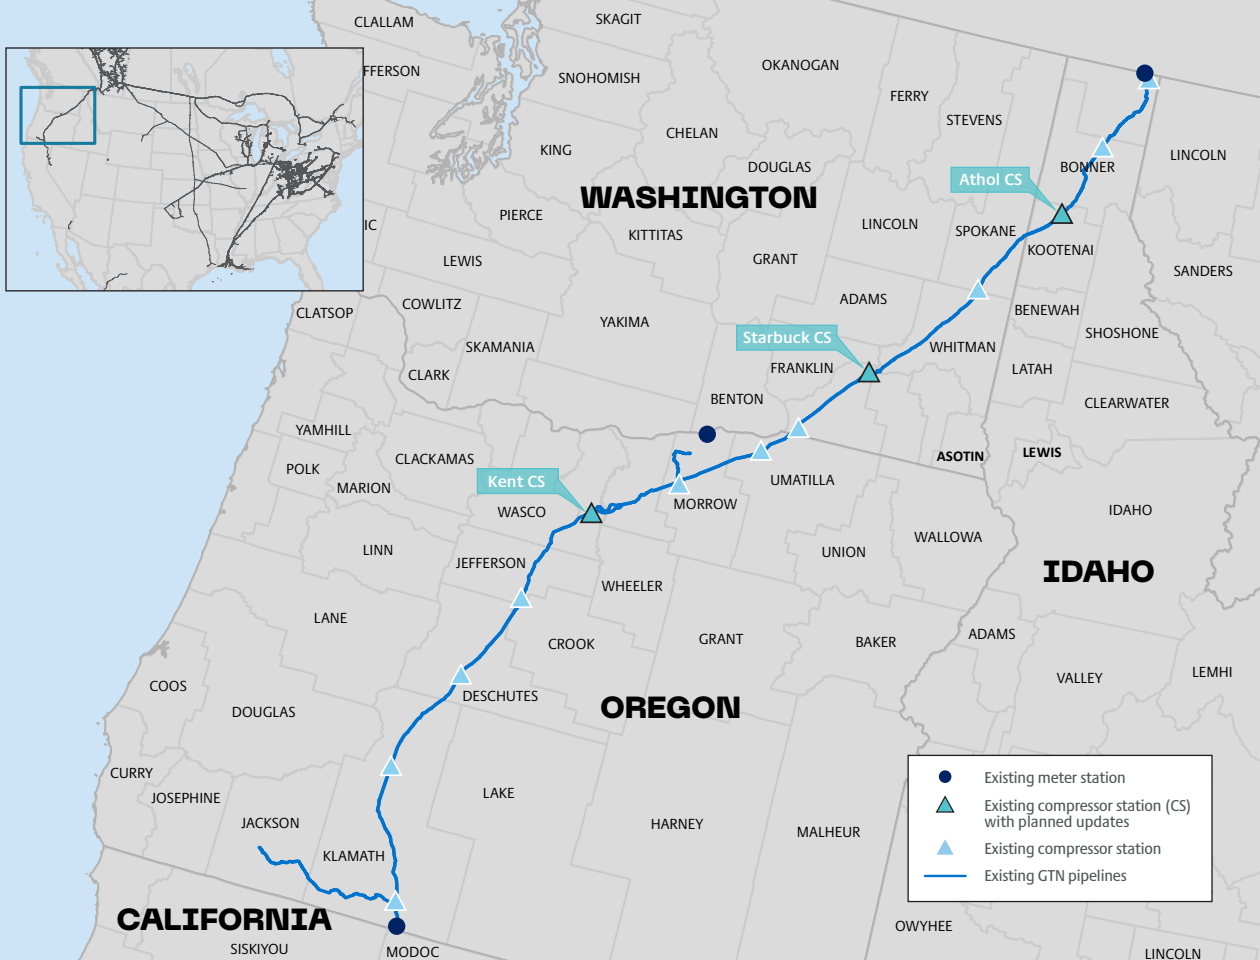 CLALLAM
SKAGIT
FFERSON
SNOHOMISH
OKANOGAN
FERRY
STEVENS
CHELAN
KING
DOUGLAS
BONNER
LINCOLN
Athol CS
WASHINGTON
PIERCE
IC
KITTITAS
LINCOLN
SPOKANE
KOOTENAI
LEWIS
GRANT
SANDERS
COWLITZ
ADAMS
CLATSOP
BENEWAH
YAKIMA
SHOSHONE
Starbuck CS
SKAMANIA
WHITMAN
CLARK
FRANKLIN
LATAH
BENTON
CLEARWATER
YAMHILL
CLACKAMAS
ASOTIN
LEWIS
POLK
MARION
Kent CS
UMATILLA
WASCO
MORROW
IDAHO
LINN
JEFFERSON
UNION
WALLOWA
IDAHO
WHEELER
LANE
CROOK
GRANT
BAKER
ADAMS
VALLEY
LEMHI
COOS
DESCHUTES
DOUGLAS
OREGON
CURRY
JOSEPHINE
LAKE
JACKSON
HARNEY
MALHEUR
KLAMATH
Existing meter station
Existing compressor station (CS)
with planned updates
Existing compressor station
Existing GTN pipelines
CALIFORNIA
OWYHEE
SISKIYOU
MODOC
LINCOLN